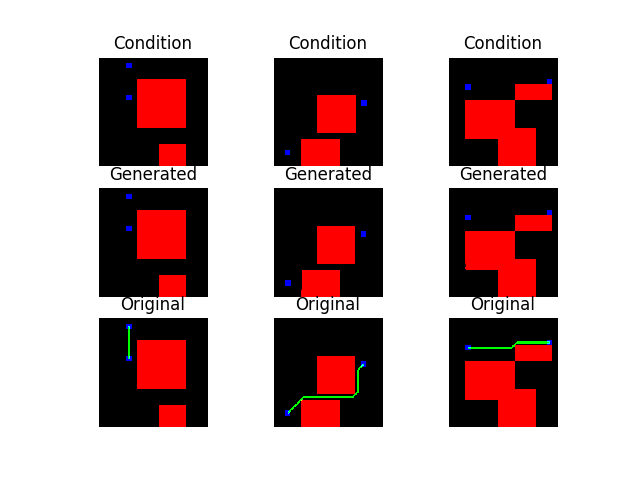 Condition
Condition
Condition
Generated
Generated
Generated
Original
Original
Original